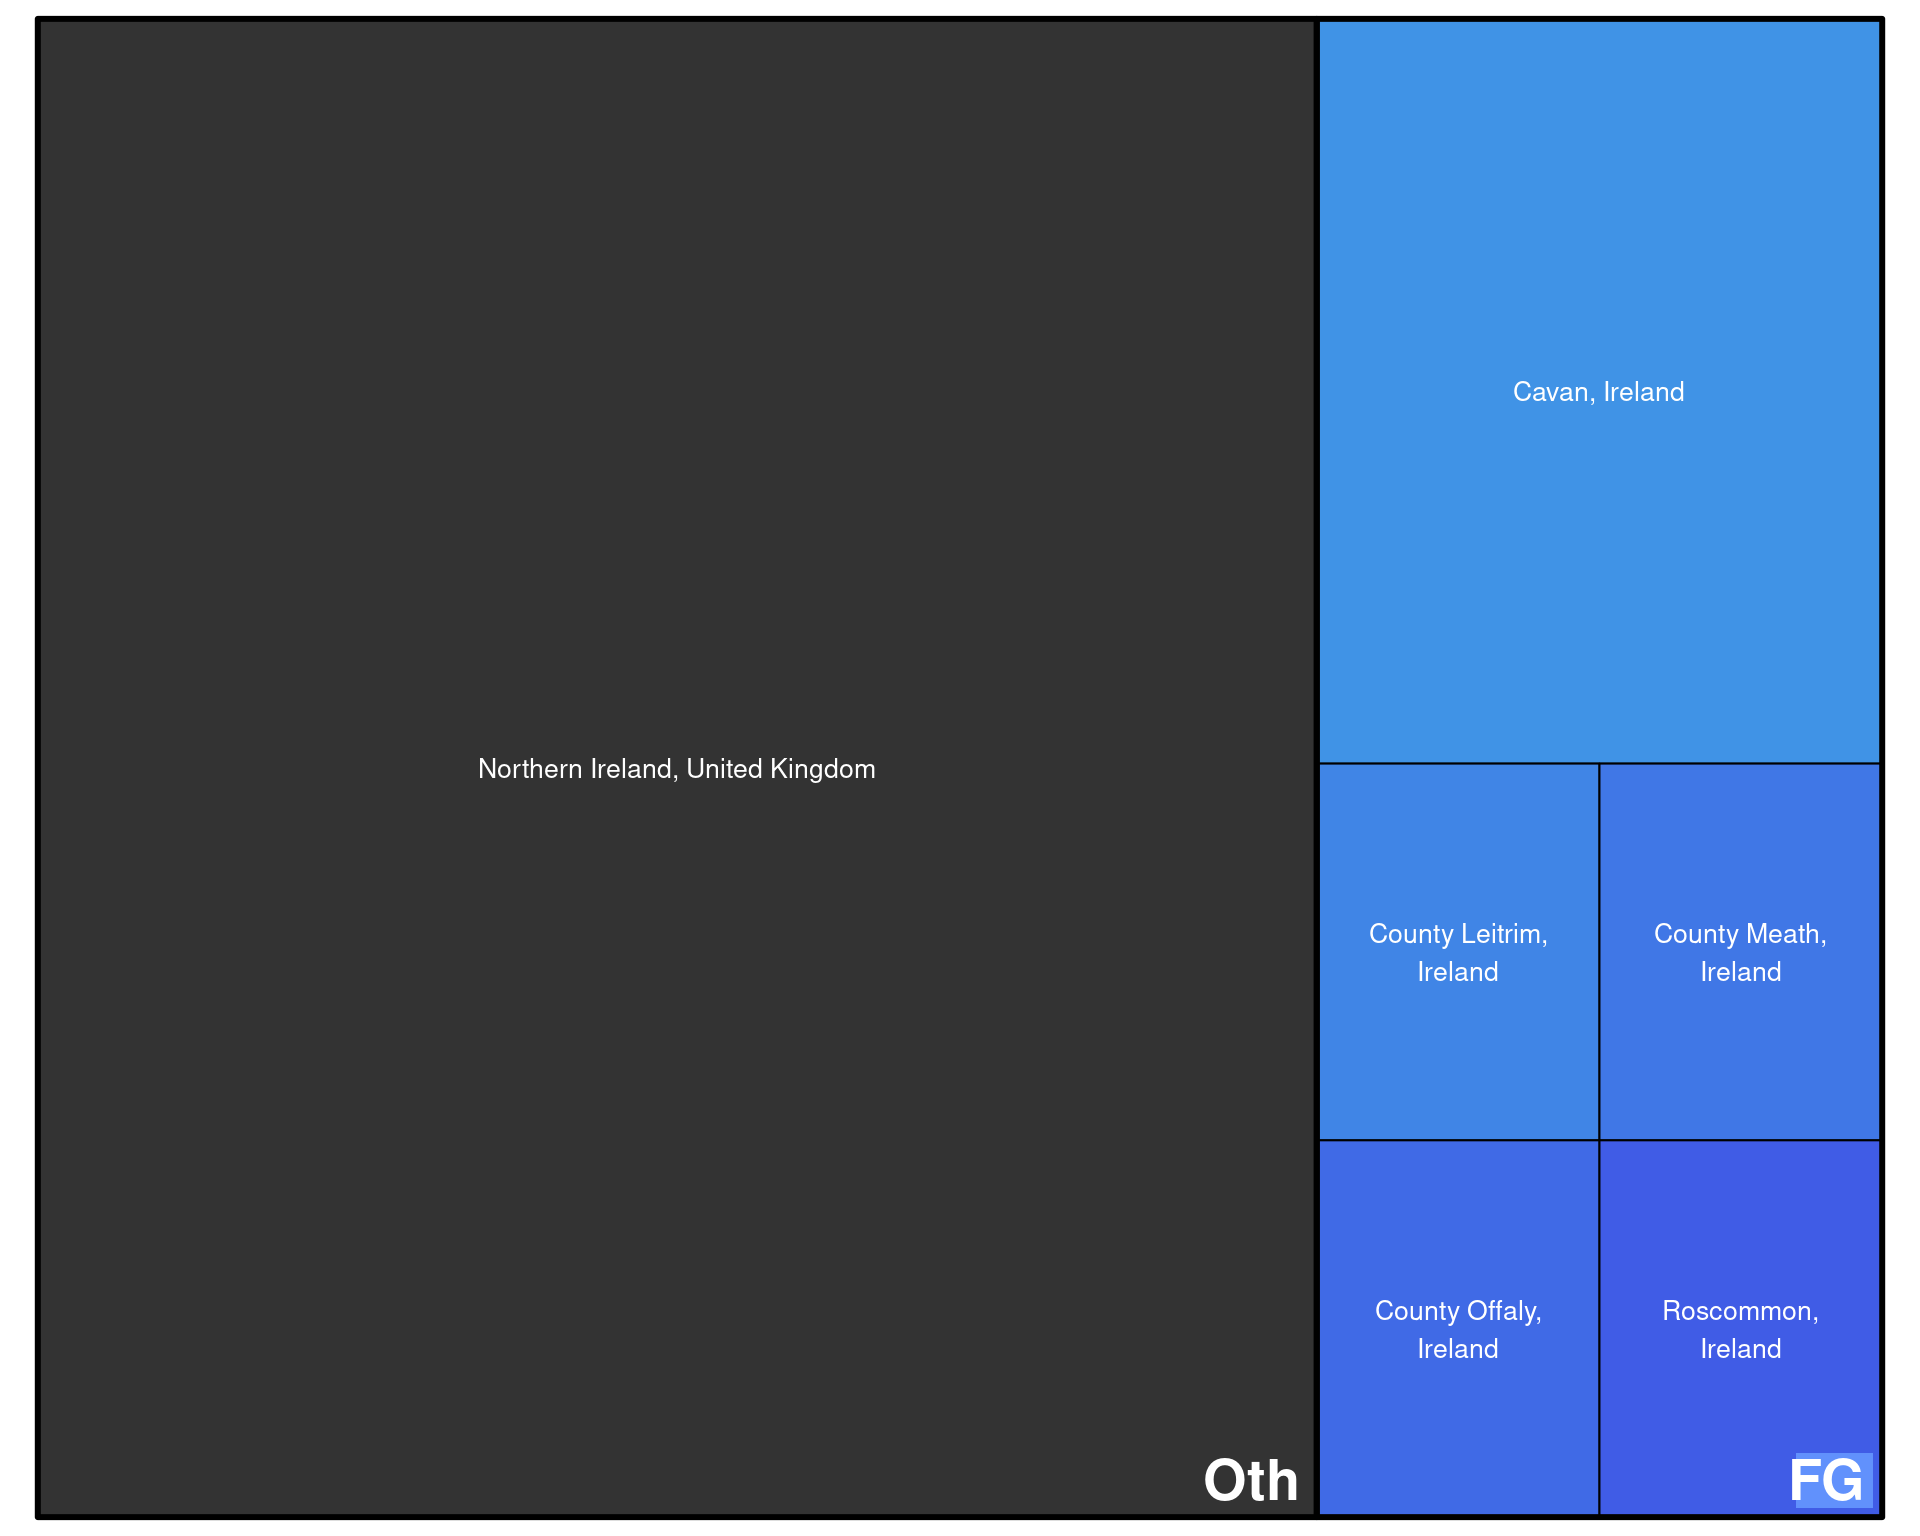 Northern Ireland, United Kingdom
Oth
Cavan, Ireland
County Leitrim,
Ireland
County Meath,
Ireland
County Offaly,
Ireland
Roscommon,
Ireland
FG